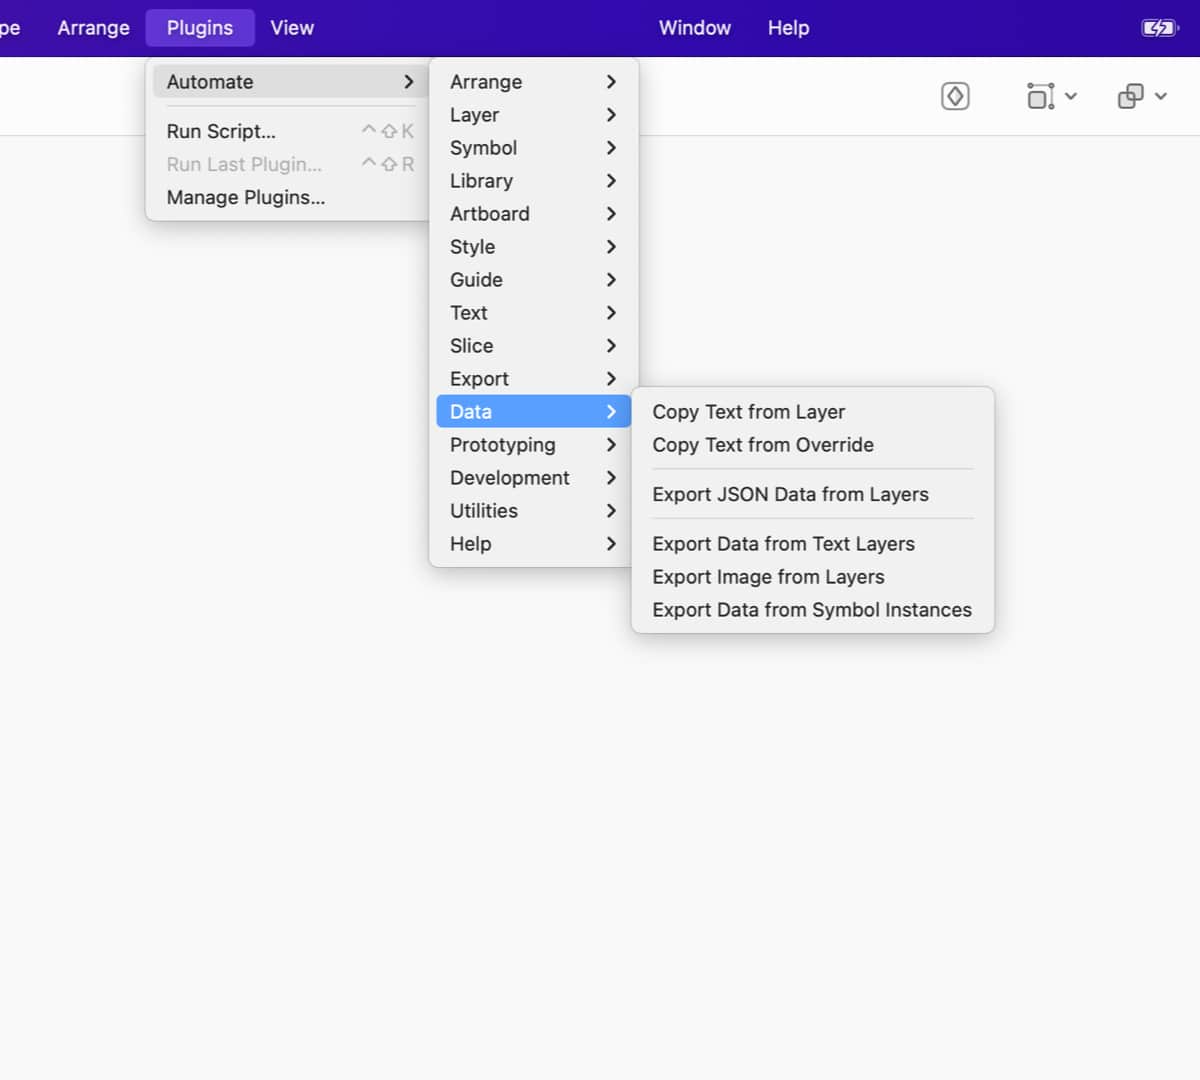 pe Arrange Plugins View Window Help
Automate
Run Script... ^⇧K
Run Last Plugin... ^⇧R
Manage Plugins...
Arrange
Layer
Symbol
Library
Artboard
Style
Guide
Text
Slice
Export
Data
Prototyping
Development
Utilities
Help
Copy Text from Layer
Copy Text from Override
Export JSON Data from Layers
Export Data from Text Layers
Export Image from Layers
Export Data from Symbol Instances